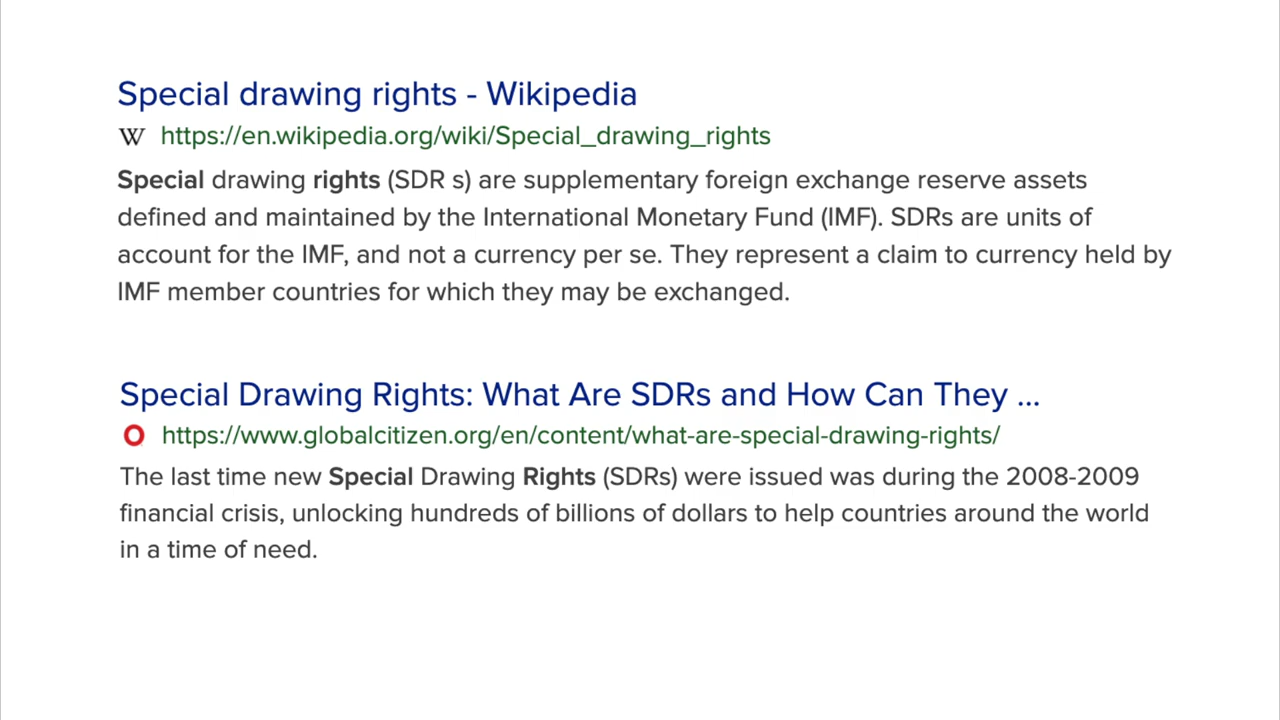 Special drawing rights - Wikipedia
W https://en.wikipedia.org/wiki/Special_drawing_rights
Special drawing rights (SDR s) are supplementary foreign exchange reserve assets
defined and maintained by the International Monetary Fund (IMF). SDRs are units of
account for the IMF, and not a currency per se. They represent a claim to currency held by
IMF member countries for which they may be exchanged.
Special Drawing Rights: What Are SDRs and How Can They ...
https://www.globalcitizen.org/en/content/what-are-special-drawing-rights/
The last time new Special Drawing Rights (SDRs) were issued was during the 2008-2009
financial crisis, unlocking hundreds of billions of dollars to help countries around the world
in a time of need.